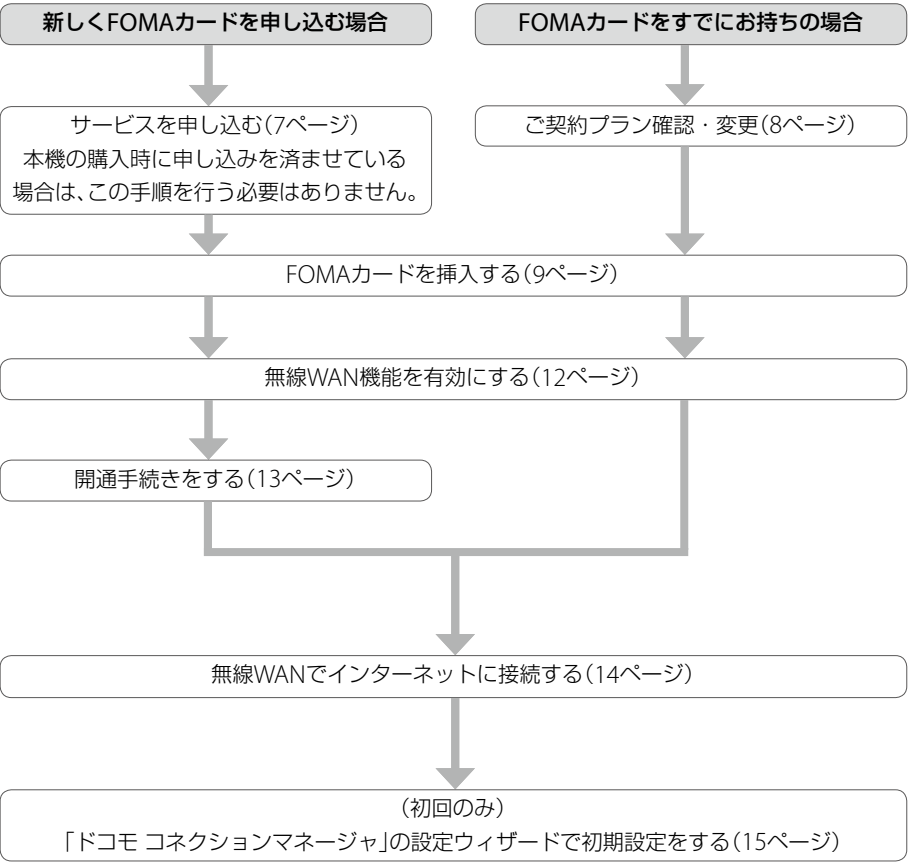 新しくFOMAカードを申し込む場合
FOMAカードをすでにお持ちの場合
サービスを申し込む（7ページ）
本機の購入時に申し込みを済ませている
場合は、この手順を行う必要はありません。
ご契約プラン確認・変更（8ページ）
FOMAカードを挿入する（9ページ）
無線WAN機能を有効にする（12ページ）
開通手続きをする（13ページ）
無線WANでインターネットに接続する（14ページ）
（初回のみ）
「ドコモ コネクションマネージャ」の設定ウィザードで初期設定をする（15ページ）